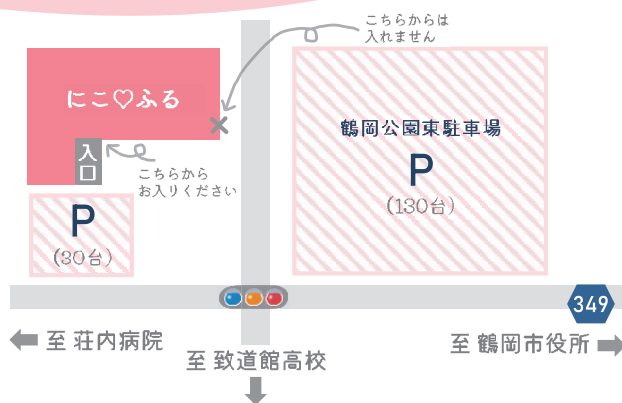 こちらからは
入れません
にこ♡ふる
入口
こちらから
お入りください
P
(30台)
鶴岡公園東駐車場
P
(130台)
349
至 荘内病院
至 致道館高校
至 鶴岡市役所